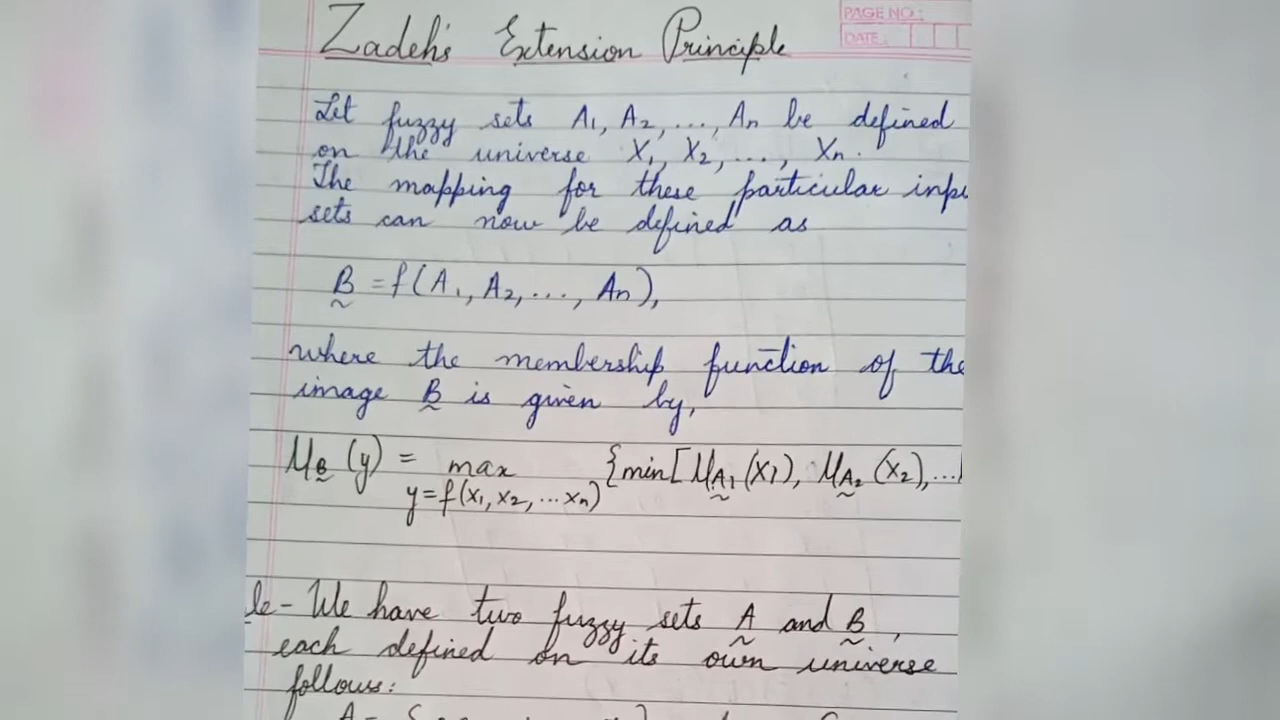 PAGE NO.:
DATE:
Zadeh's Extension Principle
Let fuzzy sets A1, A2, ..., An be defined
on the universe X1, X2, ..., Xn.
The mapping for these particular inpu
sets can now be defined as
B = f(A1, A2, ..., An),
where the membership function of the
image B is given by,
μB (y) = max {min[μA1(x1), μA2(x2), ...
y=f(x1, x2, ... xn)
le - We have two fuzzy sets A and B,
each defined on its own universe
follows: